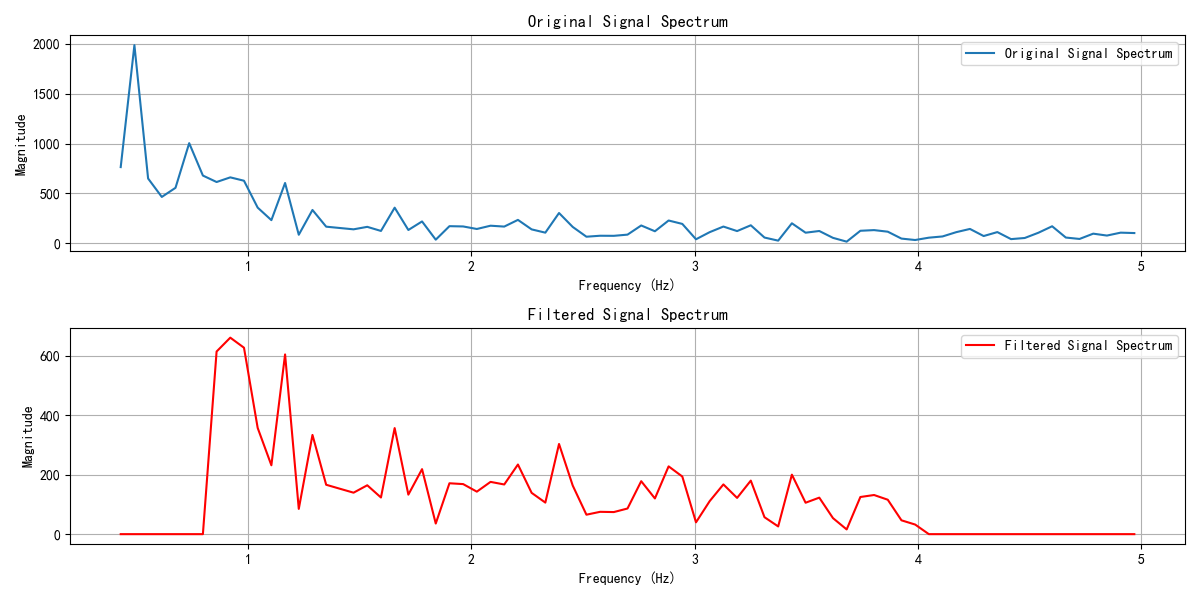 Original Signal Spectrum
2000
1500
1000
500
0
Magnitude
Original Signal Spectrum
1 2 3 4 5
Frequency (Hz)
Filtered Signal Spectrum
600
400
200
0
Magnitude
Filtered Signal Spectrum
1 2 3 4 5
Frequency (Hz)